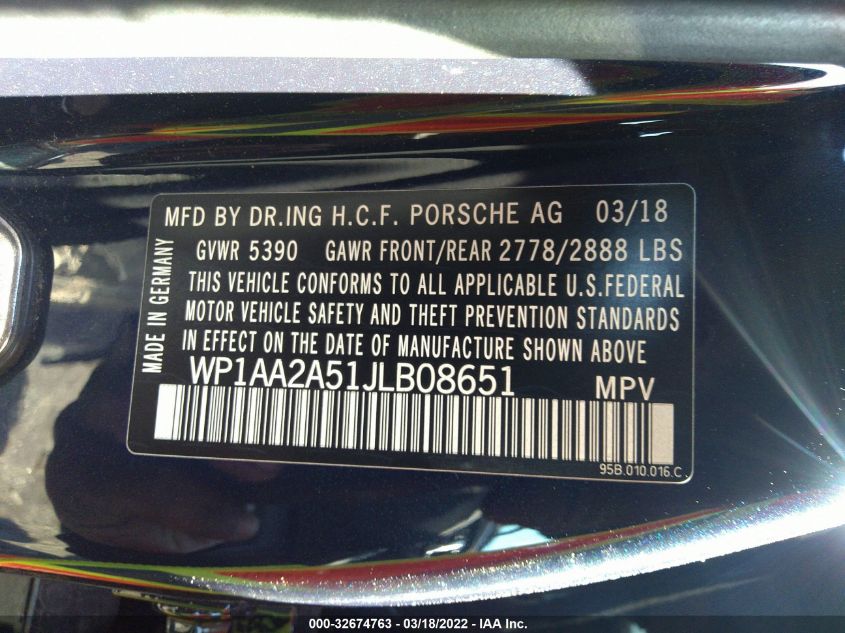 MFD BY DR.ING H.C.F. PORSCHE AG 03/18
GVWR 5390 GAWR FRONT/REAR 2778/2888 LBS
THIS VEHICLE CONFORMS TO ALL APPLICABLE U.S.FEDERAL
MOTOR VEHICLE SAFETY AND THEFT PREVENTION STANDARDS
IN EFFECT ON THE DATE OF MANUFACTURE SHOWN ABOVE
WP1AA2A51JLB08651 MPV
MADE IN GERMANY
95B.010.016.C
000-32674763 - 03/18/2022 - IAA Inc.